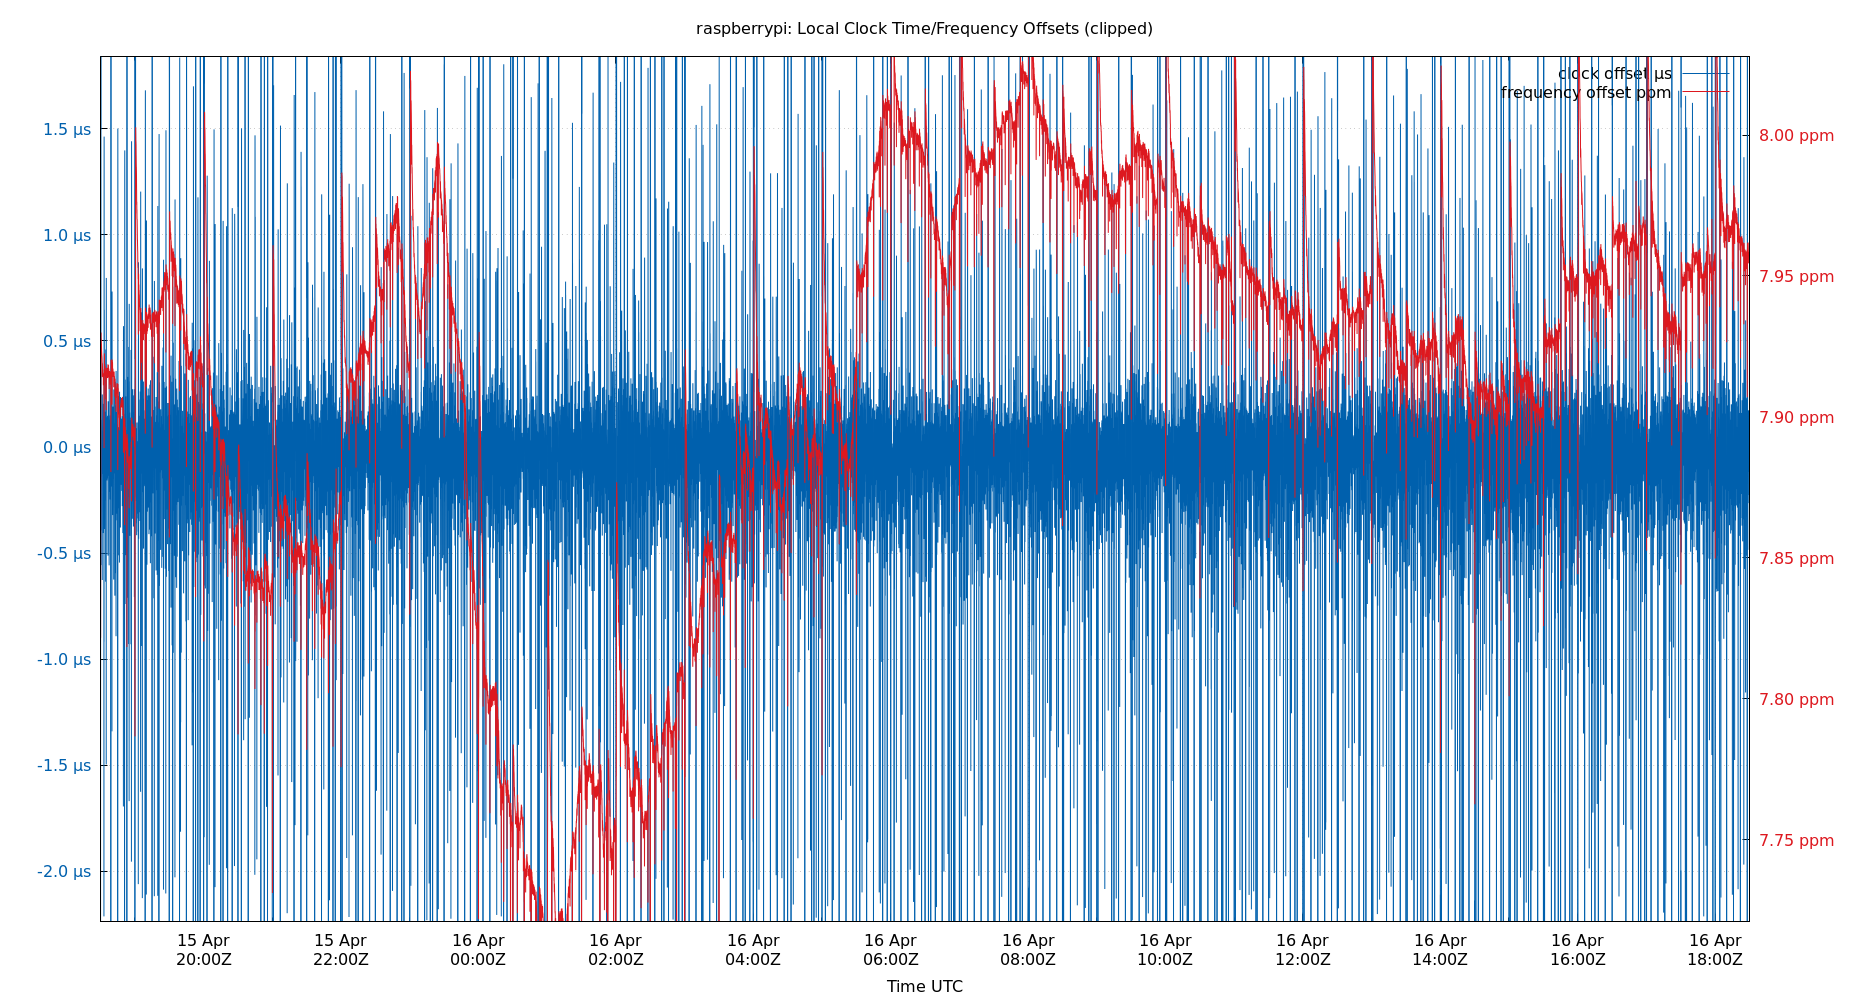 raspberrypi: Local Clock Time/Frequency Offsets (clipped)
clock offset µs
frequency offset ppm
1.5 µs
1.0 µs
0.5 µs
0.0 µs
-0.5 µs
-1.0 µs
-1.5 µs
-2.0 µs
8.00 ppm
7.95 ppm
7.90 ppm
7.85 ppm
7.80 ppm
7.75 ppm
15 Apr 15 Apr 16 Apr 16 Apr 16 Apr 16 Apr 16 Apr 16 Apr 16 Apr 16 Apr 16 Apr 16 Apr
20:00Z 22:00Z 00:00Z 02:00Z 04:00Z 06:00Z 08:00Z 10:00Z 12:00Z 14:00Z 16:00Z 18:00Z
Time UTC